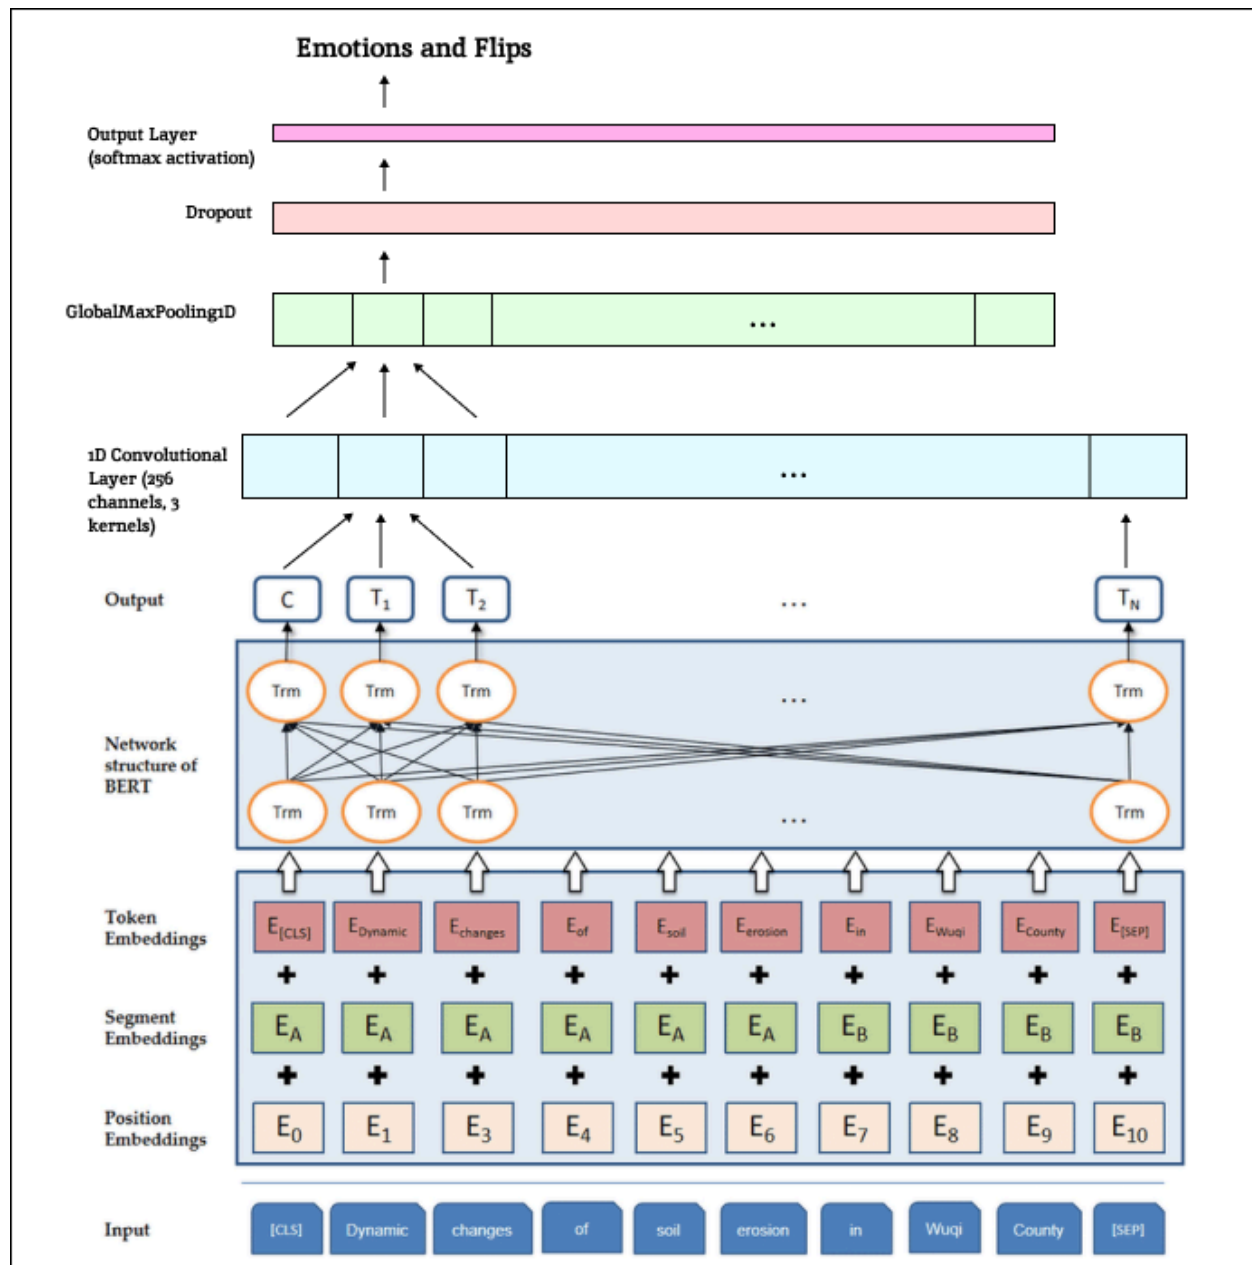 Emotions and Flips
Output Layer
(softmax activation)
Dropout
GlobalMaxPooling1D
...
1D Convolutional
Layer (256
channels, 3
kernels)
...
Output
C T1 T2 ... TN
Trm Trm Trm ... Trm
Network
structure of
BERT
Trm Trm Trm ... Trm
Token
Embeddings
E[CLS] EDynamic Echanges Eof Esoil Eerosion Ein EWuqi ECounty E[SEP]
+ + + + + + + + + +
Segment
Embeddings
EA EA EA EA EA EA EB EB EB EB
+ + + + + + + + + +
Position
Embeddings
E0 E1 E3 E4 E5 E6 E7 E8 E9 E10
Input
[CLS] Dynamic changes of soil erosion in Wuqi County [SEP]